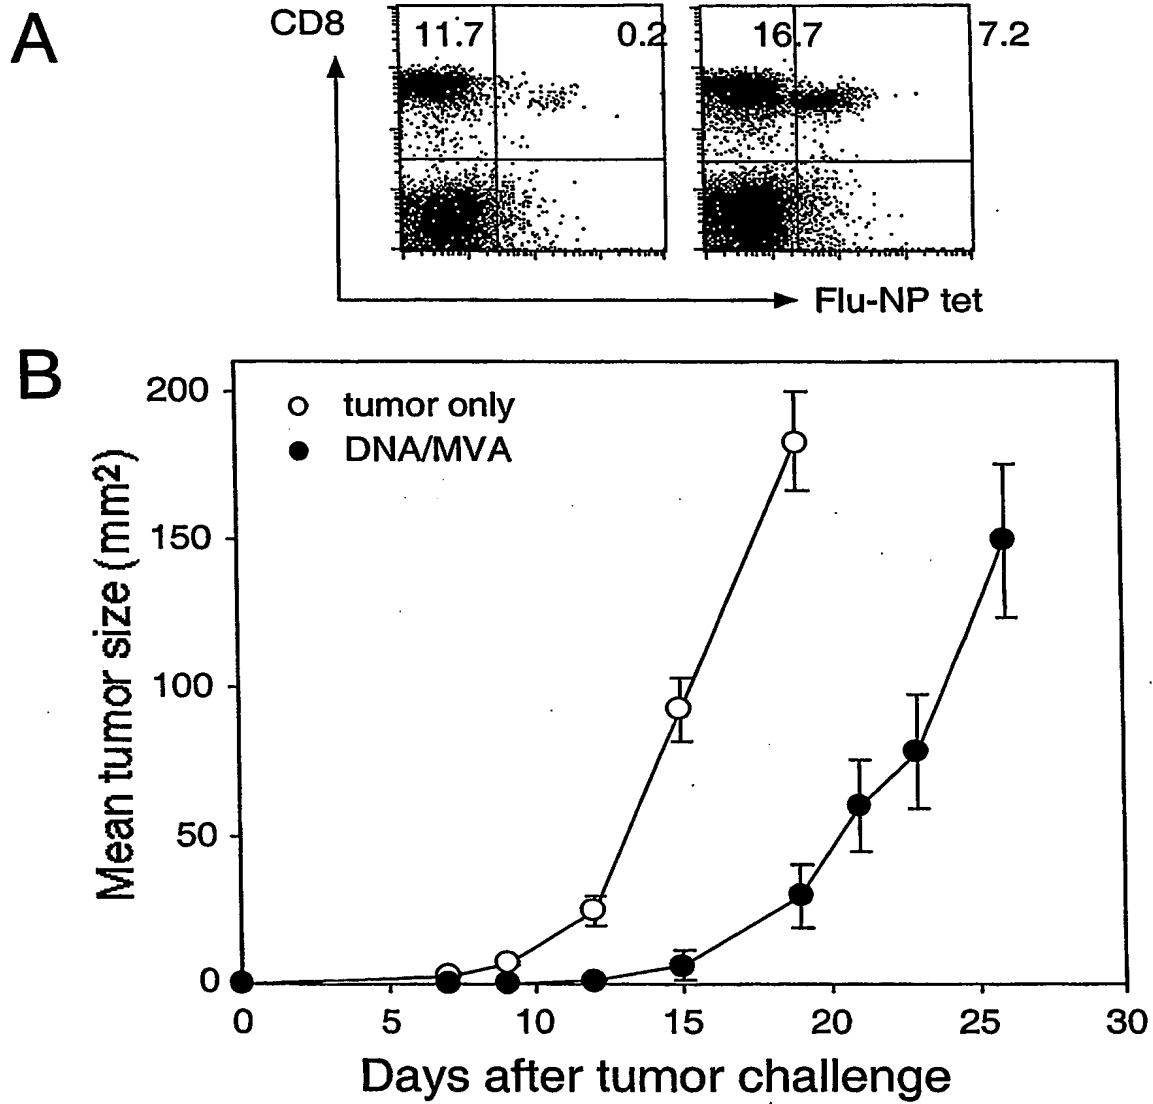 A
CD8
11.7
0.2
16.7
7.2
Flu-NP tet
B
200
150
100
50
0
tumor only
DNA/MVA
Mean tumor size (mm²)
0 5 10 15 20 25 30
Days after tumor challenge